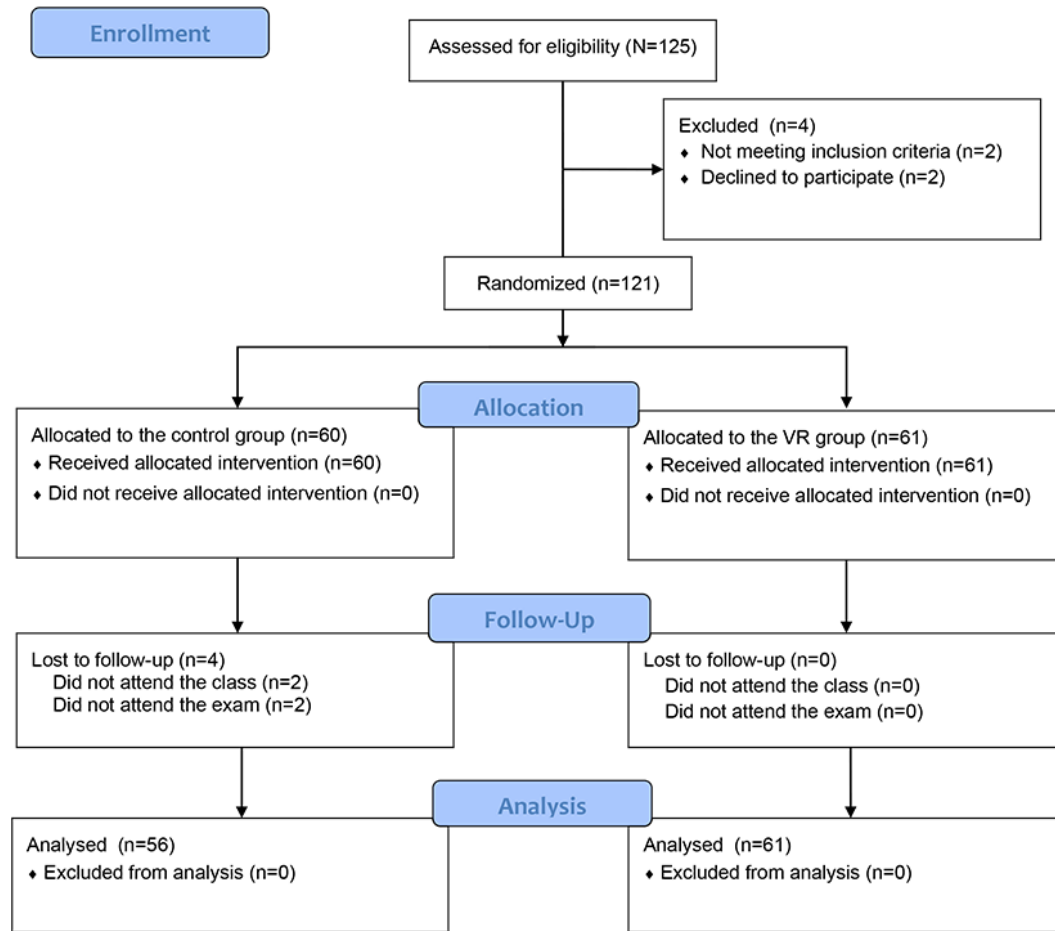 Enrollment
Assessed for eligibility (N=125)
Excluded (n=4)
♦ Not meeting inclusion criteria (n=2)
♦ Declined to participate (n=2)
Randomized (n=121)
Allocation
Allocated to the control group (n=60)
♦ Received allocated intervention (n=60)
♦ Did not receive allocated intervention (n=0)
Allocated to the VR group (n=61)
♦ Received allocated intervention (n=61)
♦ Did not receive allocated intervention (n=0)
Follow-Up
Lost to follow-up (n=4)
Did not attend the class (n=2)
Did not attend the exam (n=2)
Lost to follow-up (n=0)
Did not attend the class (n=0)
Did not attend the exam (n=0)
Analysis
Analysed (n=56)
♦ Excluded from analysis (n=0)
Analysed (n=61)
♦ Excluded from analysis (n=0)